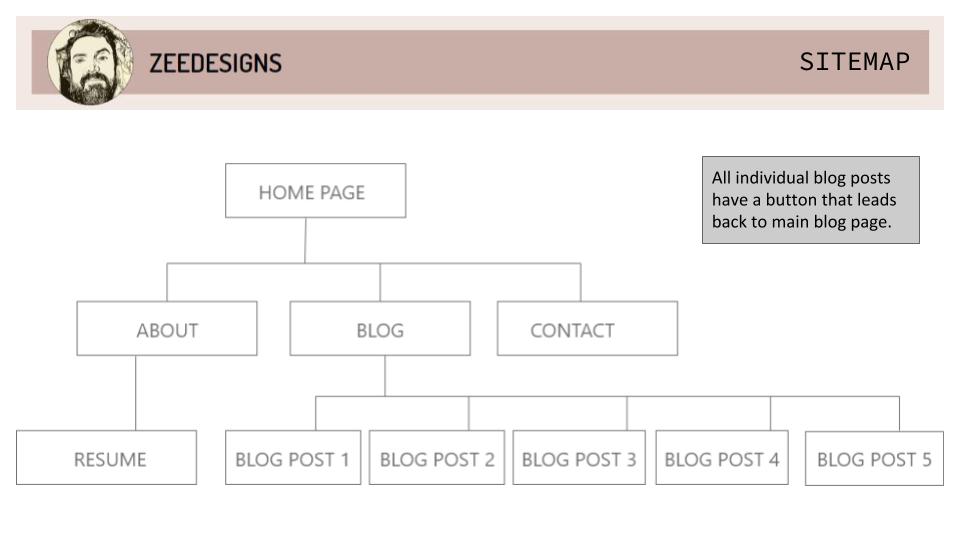 ZEEDESIGNS
SITEMAP
HOME PAGE
All individual blog posts
have a button that leads
back to main blog page.
ABOUT
BLOG
CONTACT
RESUME
BLOG POST 1
BLOG POST 2
BLOG POST 3
BLOG POST 4
BLOG POST 5